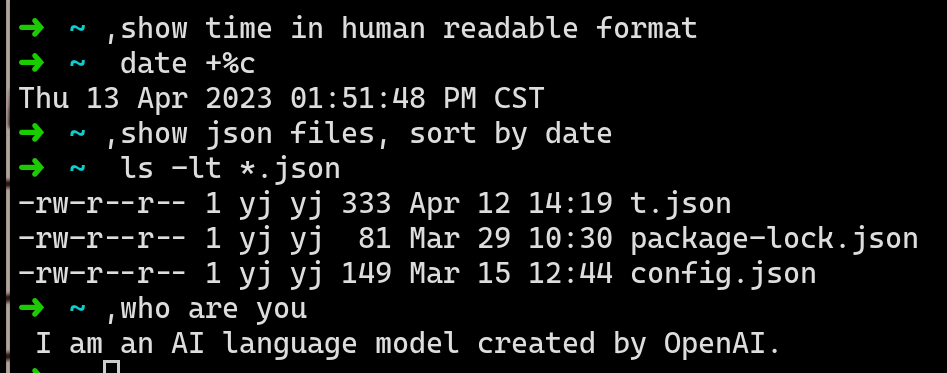 ➜ ~ ,show time in human readable format
➜ ~  date +%c
Thu 13 Apr 2023 01:51:48 PM CST
➜ ~ ,show json files, sort by date
➜ ~  ls -lt *.json
-rw-r--r-- 1 yj yj 333 Apr 12 14:19 t.json
-rw-r--r-- 1 yj yj  81 Mar 29 10:30 package-lock.json
-rw-r--r-- 1 yj yj 149 Mar 15 12:44 config.json
➜ ~ ,who are you
 I am an AI language model created by OpenAI.